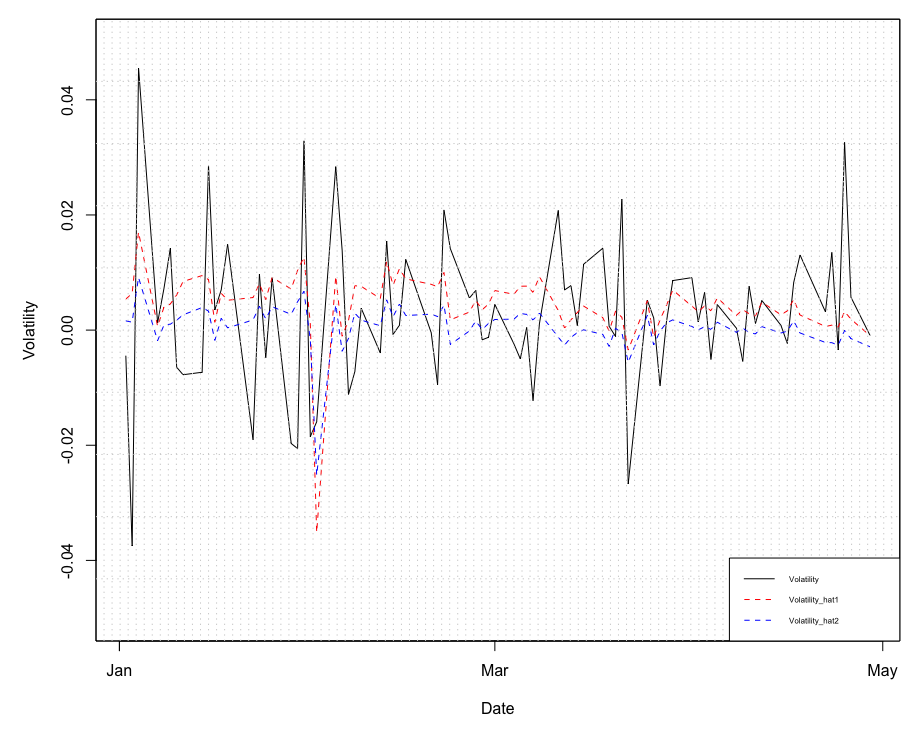 Volatility
0.04
0.02
0.00
-0.02
-0.04
Volatility
Volatility_hat1
Volatility_hat2
Jan
Mar
May
Date